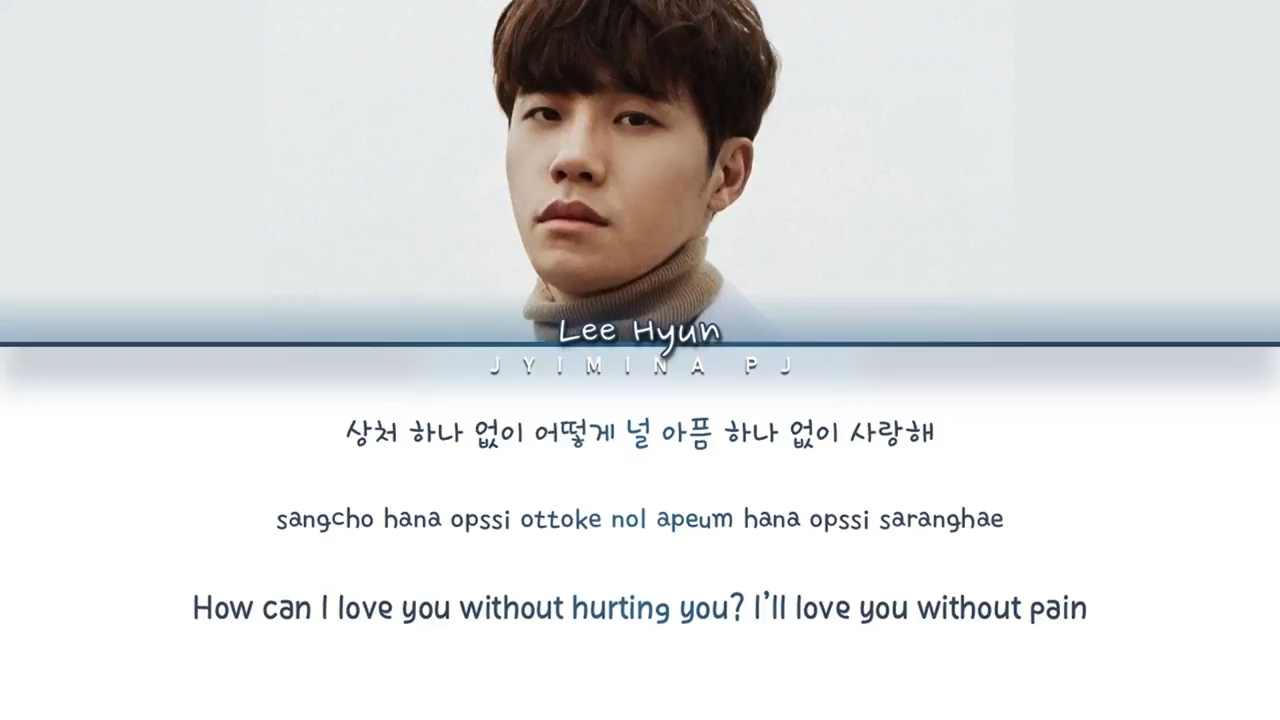 Lee Hyun
JYIMINA PJ
상처 하나 없이 어떻게 널 아픔 하나 없이 사랑해
sangcho hana opssi ottoke nol apeum hana opssi saranghae
How can I love you without hurting you? I'll love you without pain